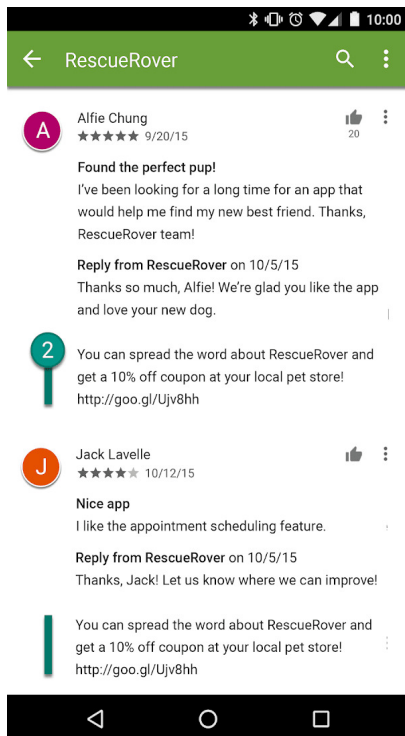 10:00
RescueRover
A
Alfie Chung
9/20/15
20
Found the perfect pup!
I've been looking for a long time for an app that
would help me find my new best friend. Thanks,
RescueRover team!
Reply from RescueRover on 10/5/15
Thanks so much, Alfie! We're glad you like the app
and love your new dog.
2
You can spread the word about RescueRover and
get a 10% off coupon at your local pet store!
http://goo.gl/Ujv8hh
J
Jack Lavelle
10/12/15
Nice app
I like the appointment scheduling feature.
Reply from RescueRover on 10/5/15
Thanks, Jack! Let us know where we can improve!
You can spread the word about RescueRover and
get a 10% off coupon at your local pet store!
http://goo.gl/Ujv8hh